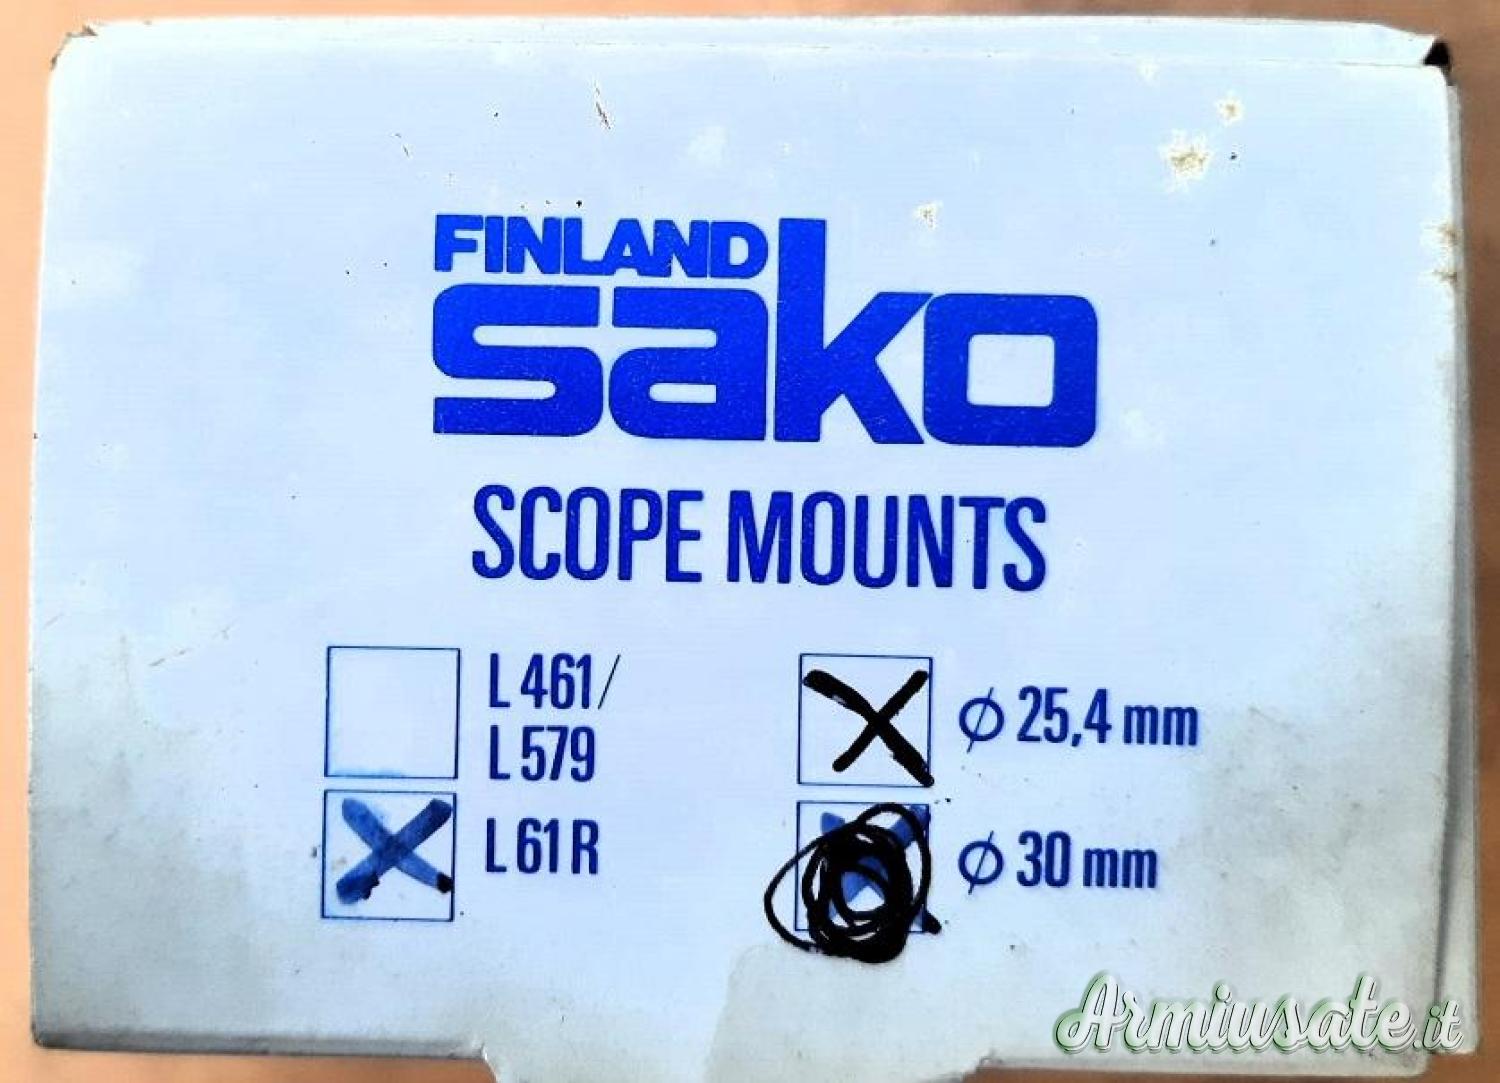 FINLAND
sako
SCOPE MOUNTS
L 461/
L 579
L 61 R
Ø 25,4 mm
Ø 30 mm
Armiusate.it